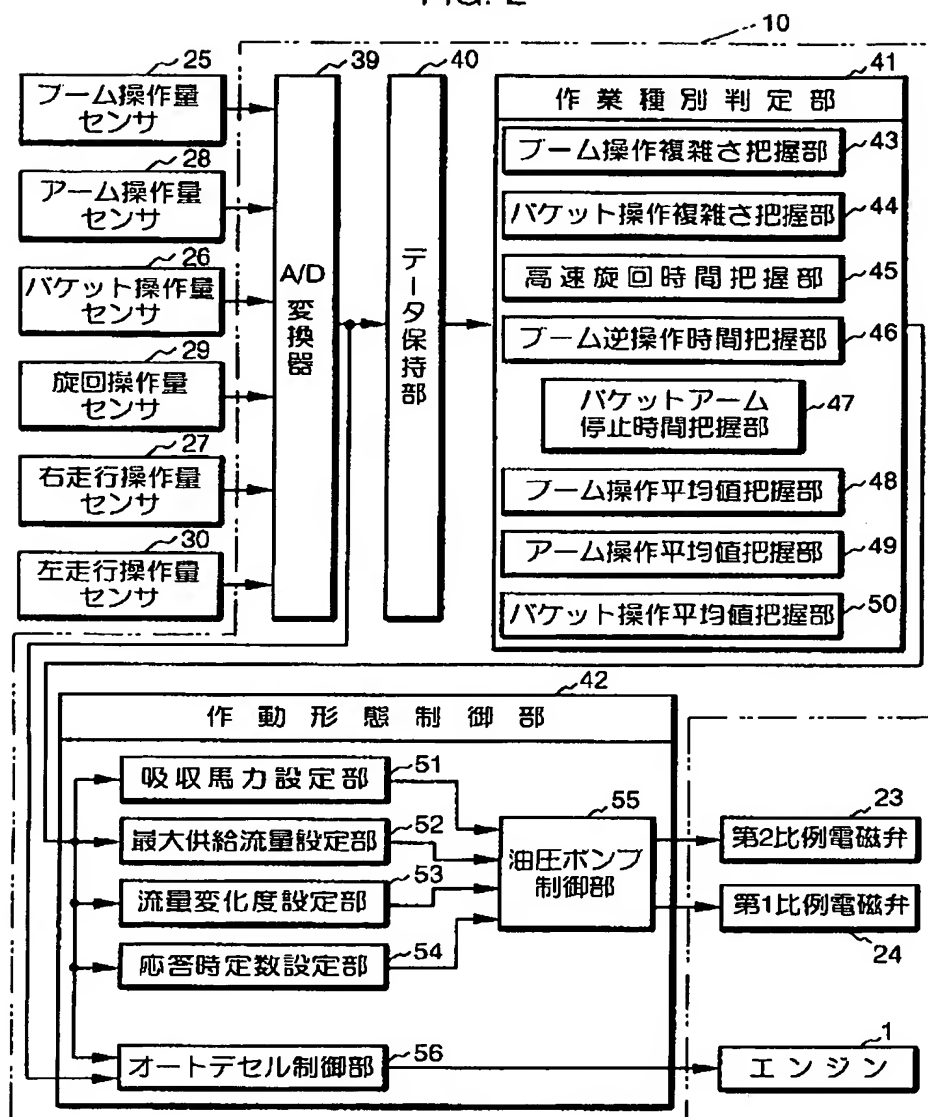 FIG. 2
10
25
ブーム操作量
センサ
28
アーム操作量
センサ
26
バケット操作量
センサ
29
旋回操作量
センサ
27
右走行操作量
センサ
30
左走行操作量
センサ
39
A/D
変換器
40
データ保持部
41
作業種別判定部
ブーム操作複雑さ把握部
43
バケット操作複雑さ把握部
44
高速旋回時間把握部
45
ブーム逆操作時間把握部
46
バケットアーム
停止時間把握部
47
ブーム操作平均値把握部
48
アーム操作平均値把握部
49
バケット操作平均値把握部
50
42
作動形態制御部
吸収馬力設定部
51
最大供給流量設定部
52
流量変化度設定部
53
応答時定数設定部
54
55
油圧ポンプ
制御部
オートデセル制御部
56
23
第2比例電磁弁
第1比例電磁弁
24
1
エンジン